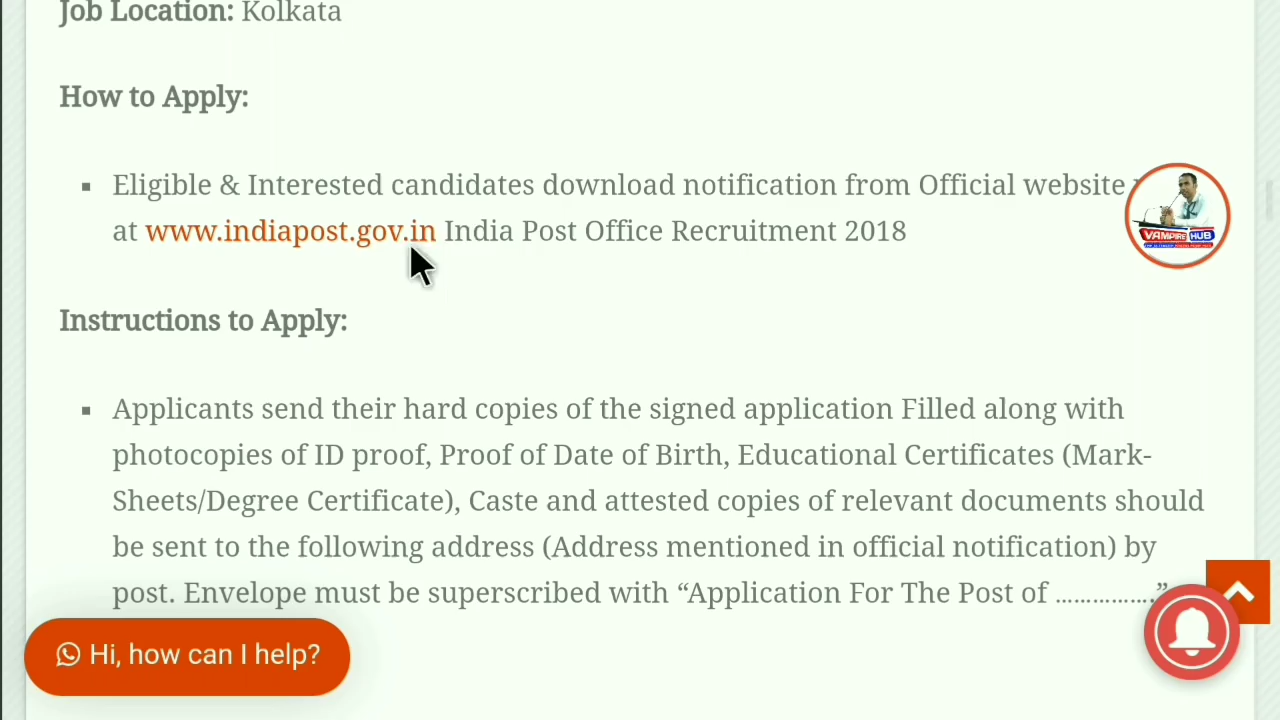 Job Location: Kolkata
How to Apply:
▪ Eligible & Interested candidates download notification from Official website
at www.indiapost.gov.in India Post Office Recruitment 2018
VAMPIRE HUB
Instructions to Apply:
▪ Applicants send their hard copies of the signed application Filled along with
photocopies of ID proof, Proof of Date of Birth, Educational Certificates (Mark-
Sheets/Degree Certificate), Caste and attested copies of relevant documents should
be sent to the following address (Address mentioned in official notification) by
post. Envelope must be superscribed with “Application For The Post of …………….”
Hi, how can I help?